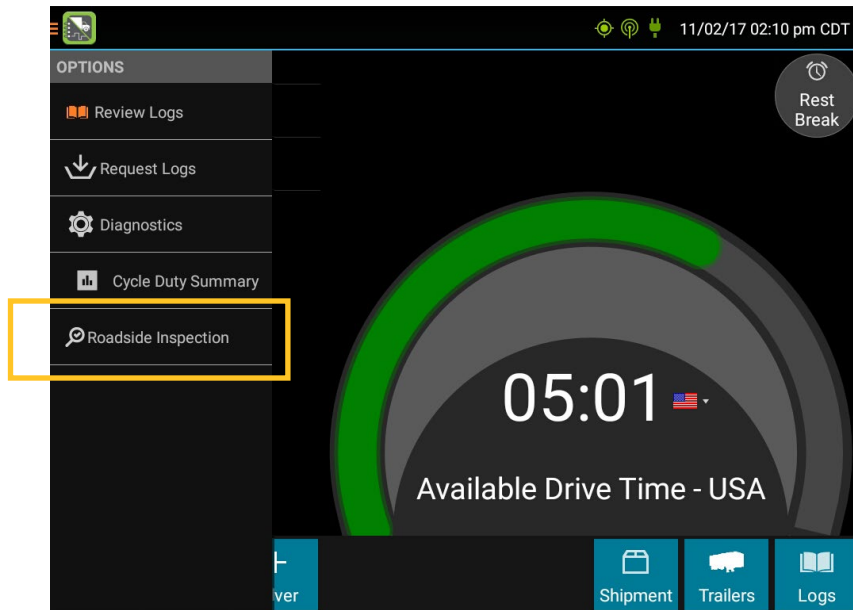 11/02/17 02:10 pm CDT
OPTIONS
Review Logs
Request Logs
Diagnostics
Cycle Duty Summary
Roadside Inspection
Rest
Break
05:01
Available Drive Time - USA
ver
Shipment
Trailers
Logs